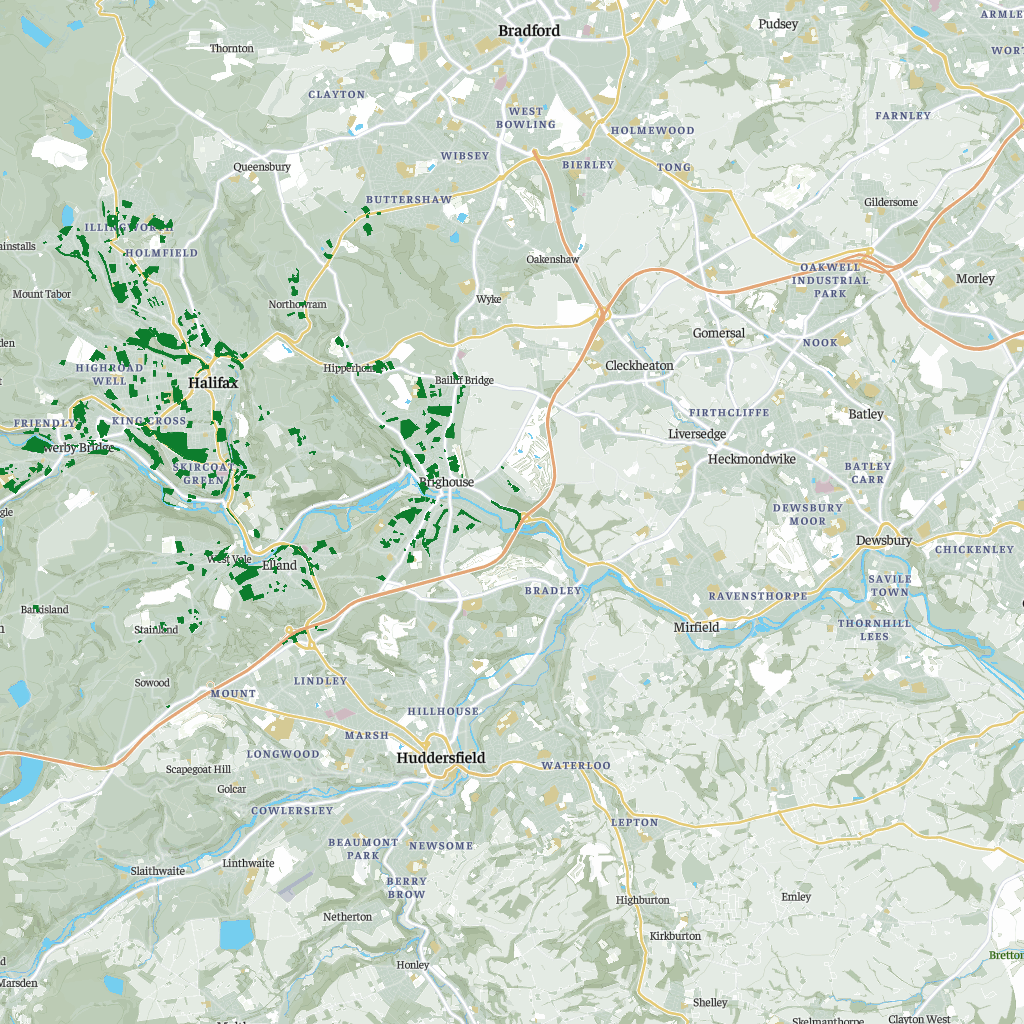 Bradford
Pudsey
Thornton
CLAYTON
WEST
BOWLING
HOLMEWOOD
FARNLEY
WIBSEY
BIERLEY
TONG
Queensbury
BUTTERSHAW
Gildersome
ILLINGWORTH
HOLMFIELD
Oakenshaw
OAKWELL
INDUSTRIAL
PARK
Morley
Mount Tabor
Northowram
Wyke
Gomersal
NOOK
HIGHROAD
WELL
Halifax
Hipperholme
Bailiff Bridge
Cleckheaton
FRIENDLY
KING CROSS
FIRTHCLIFFE
Batley
Liversedge
Heckmondwike
SKIRCOAT
GREEN
Brighouse
BATLEY
CARR
DEWSBURY
MOOR
Dewsbury
CHICKENLEY
West Vale
Elland
BRADLEY
RAVENSTHORPE
SAVILE
TOWN
Barkisland
Stainland
Mirfield
THORNHILL
LEES
Sowood
MOUNT
LINDLEY
HILLHOUSE
MARSH
LONGWOOD
Huddersfield
Scapegoat Hill
WATERLOO
Golcar
COWLERSLEY
LEPTON
BEAUMONT
PARK
NEWSOME
Slaithwaite
Linthwaite
BERRY
BROW
Netherton
Highburton
Emley
Kirkburton
Honley
Marsden
Shelley
Skelmanthorpe
Clayton West